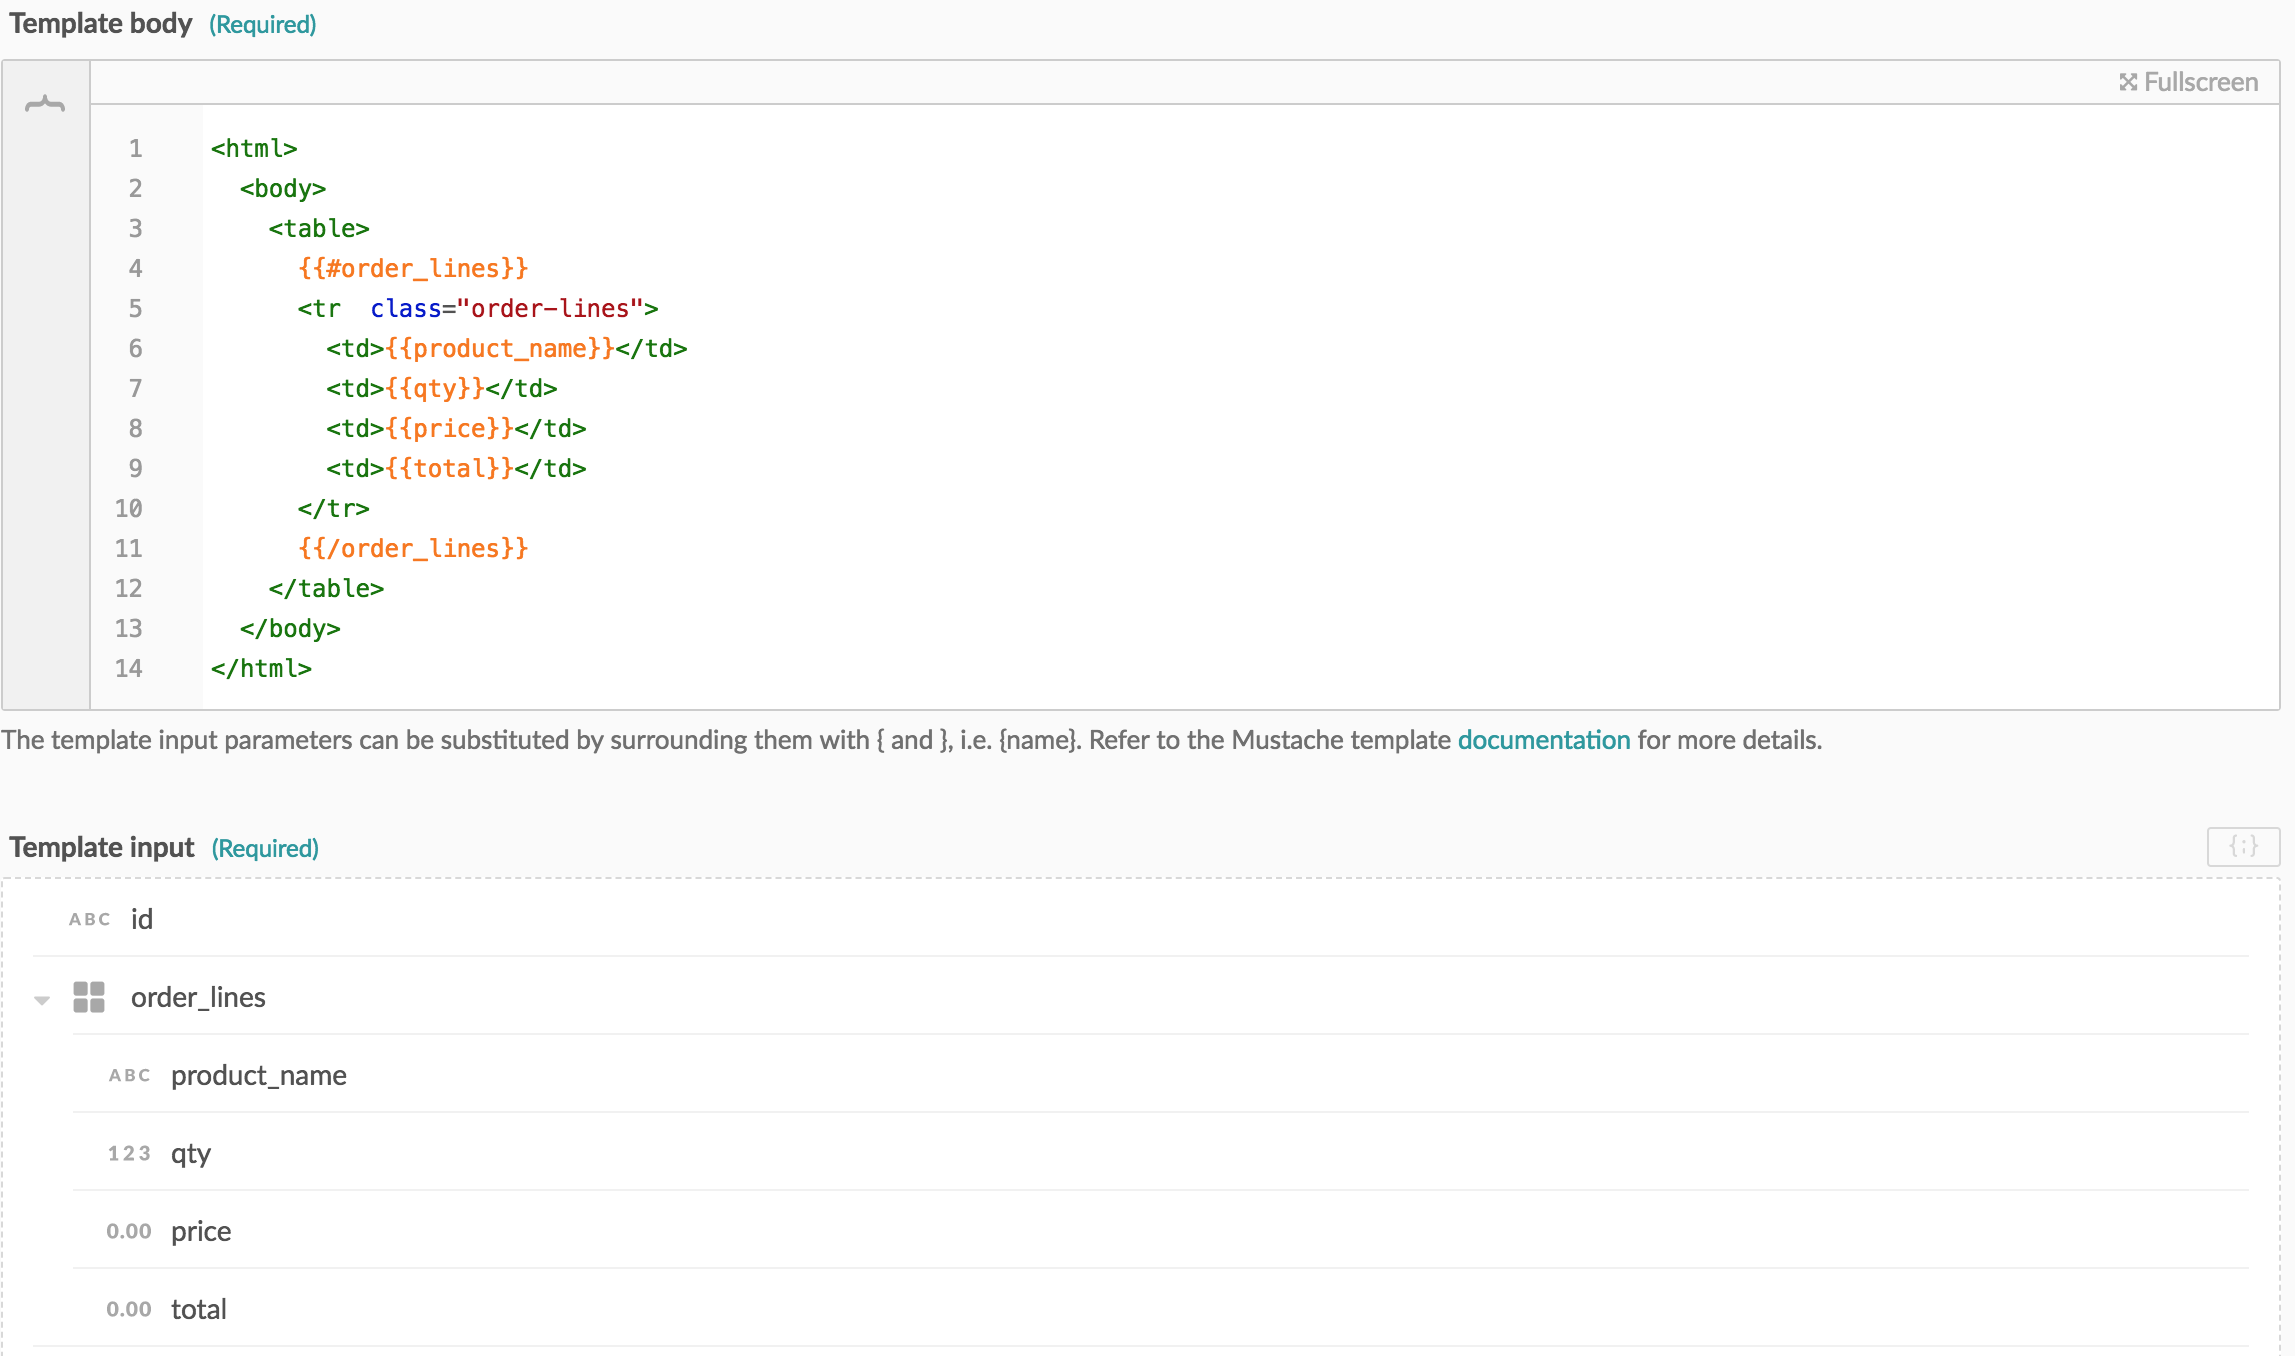 Template body (Required)
Fullscreen
1 <html>
2   <body>
3     <table>
4       {{#order_lines}}
5       <tr  class="order-lines">
6         <td>{{product_name}}</td>
7         <td>{{qty}}</td>
8         <td>{{price}}</td>
9         <td>{{total}}</td>
10       </tr>
11       {{/order_lines}}
12     </table>
13   </body>
14 </html>
The template input parameters can be substituted by surrounding them with { and }, i.e. {name}. Refer to the Mustache template documentation for more details.
Template input (Required)
{;}
ABC id
order_lines
ABC product_name
123 qty
0.00 price
0.00 total